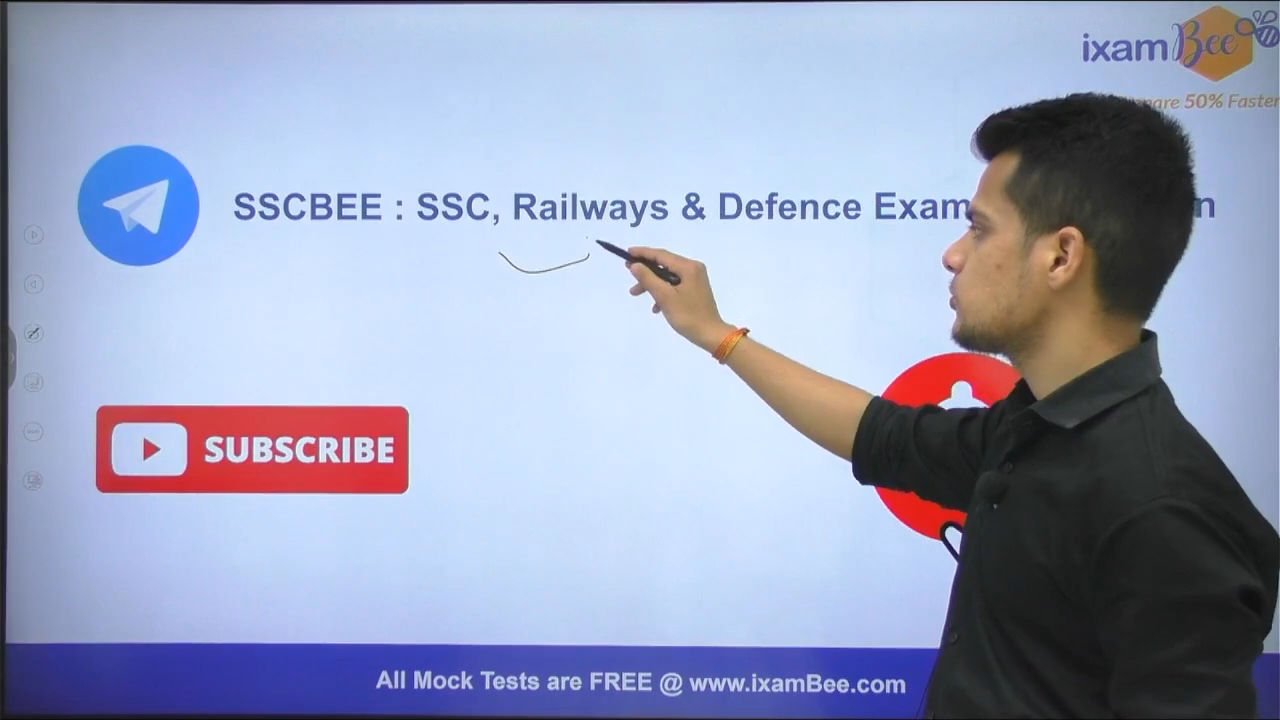 ixamBee
50% Faster
SSCBEE : SSC, Railways & Defence Exam
SUBSCRIBE
All Mock Tests are FREE @ www.ixamBee.com